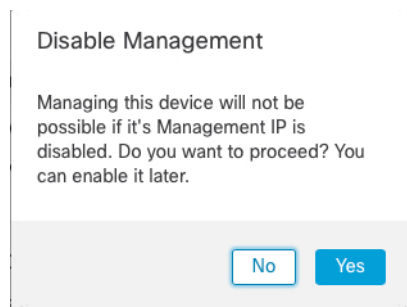 Disable Management
Managing this device will not be
possible if it's Management IP is
disabled. Do you want to proceed? You
can enable it later.
No
Yes